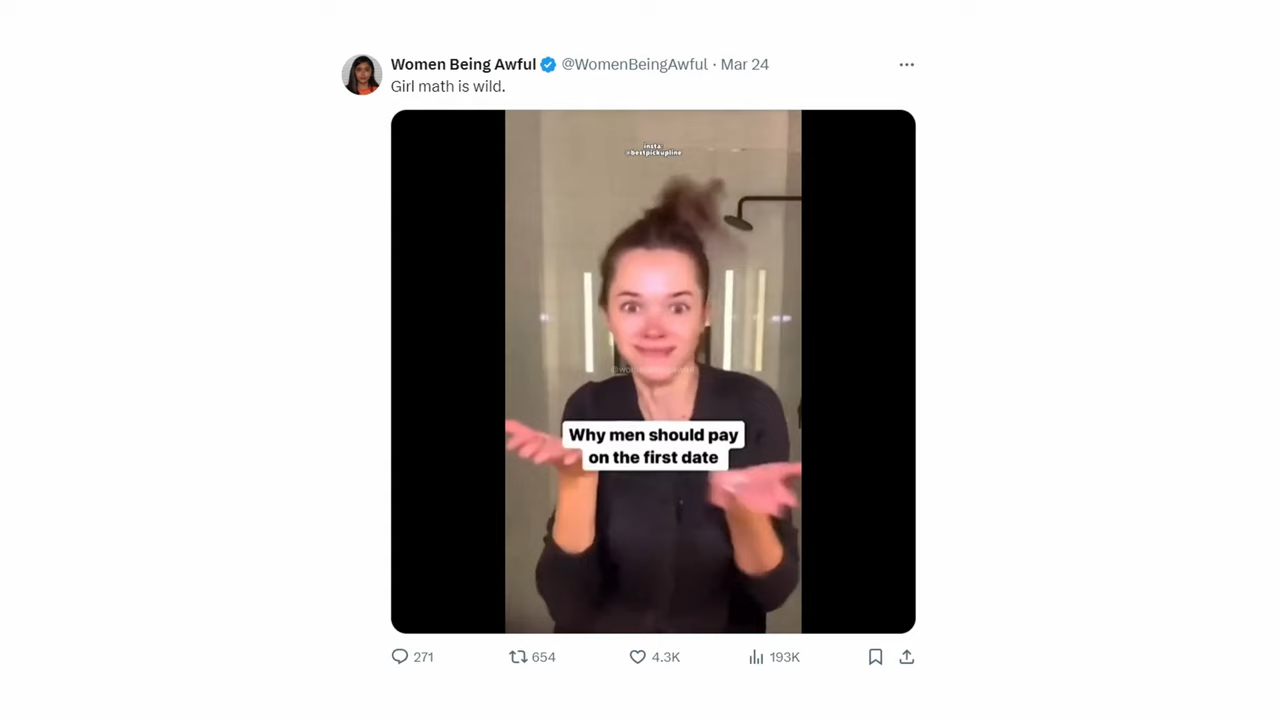 Women Being Awful @WomenBeingAwful · Mar 24
Girl math is wild.
insta
@bestpickupline
Why men should pay
on the first date
271 654 4.3K 193K